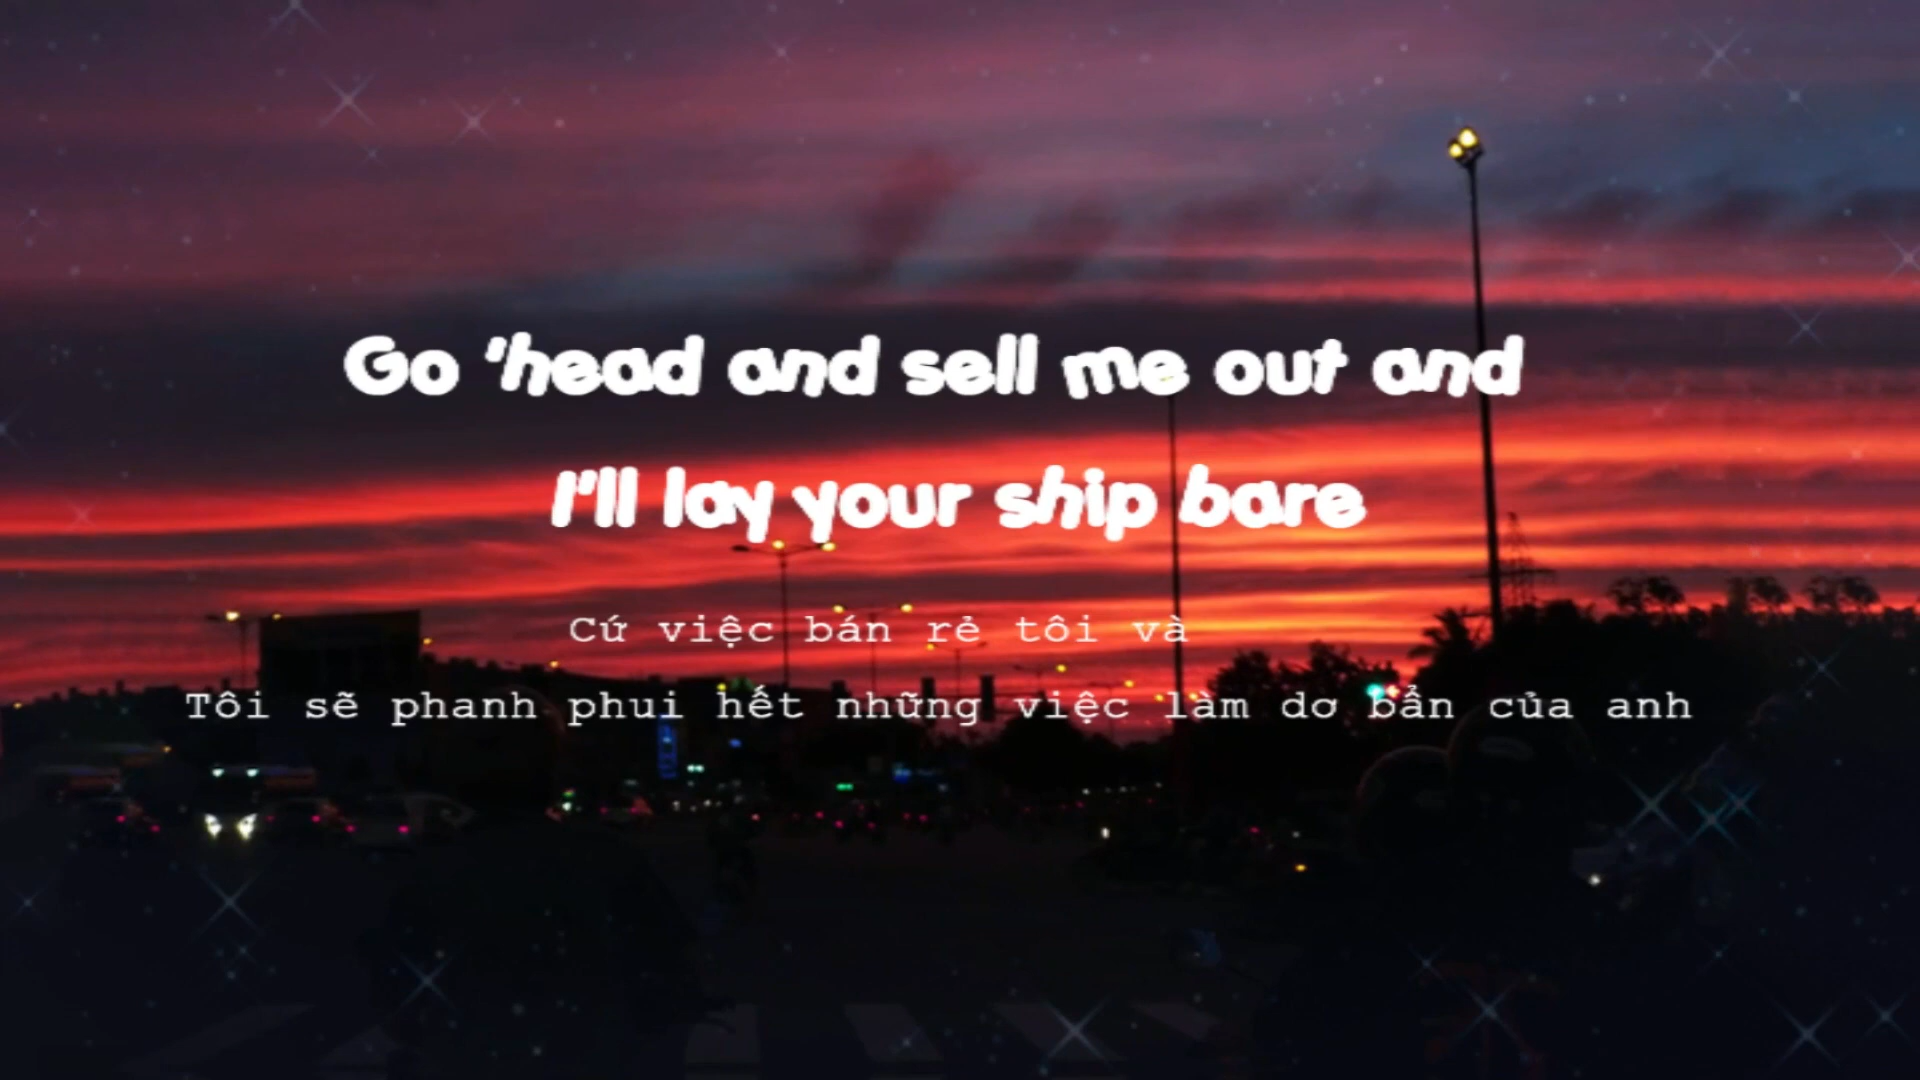 Go 'head and sell me out and
I'll lay your ship bare
Cứ việc bán rẻ tôi và
Tôi sẽ phanh phui hết những việc làm dơ bẩn của anh